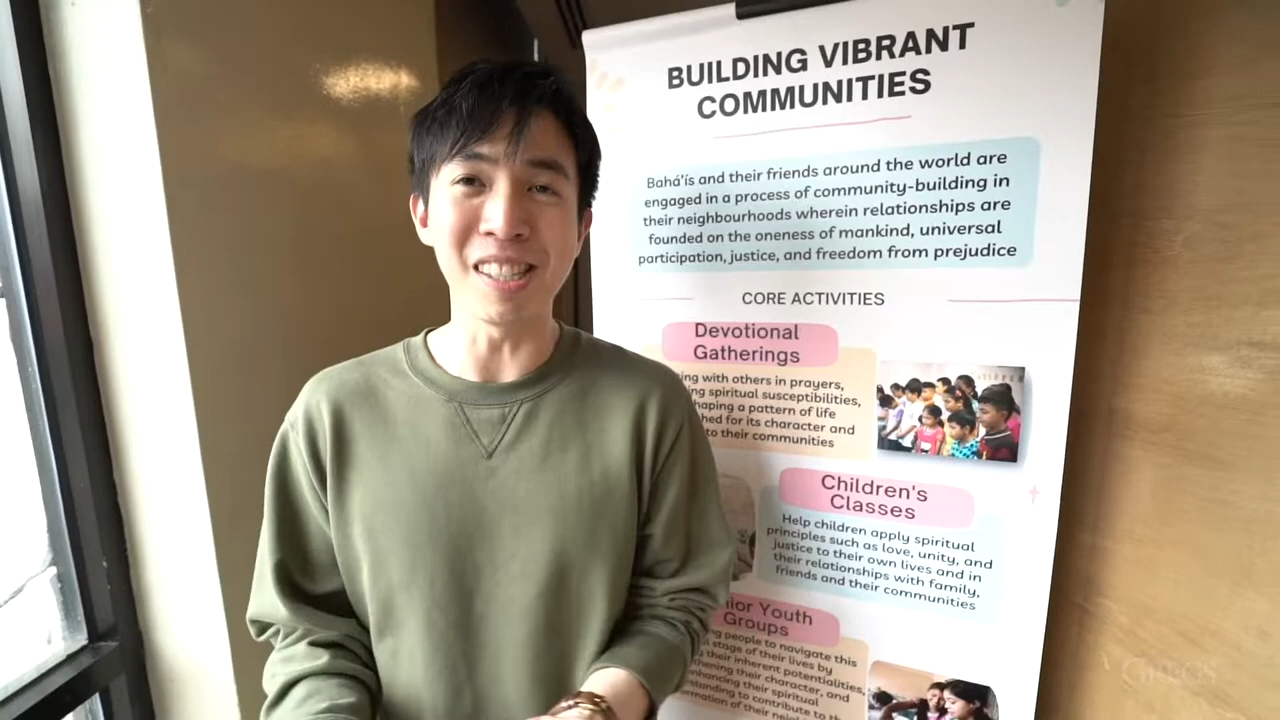 BUILDING VIBRANT
COMMUNITIES
Bahá'ís and their friends around the world are
engaged in a process of community-building in
their neighbourhoods wherein relationships are
founded on the oneness of mankind, universal
participation, justice, and freedom from prejudice
CORE ACTIVITIES
Devotional
Gatherings
with others in prayers,
spiritual susceptibilities,
a pattern of life
for its character and
to their communities
Children's
Classes
Help children apply spiritual
principles such as love, unity, and
justice to their own lives and in
their relationships with family,
friends and their communities
Youth
Groups
people to navigate this
stage of their lives by
their inherent potentialities,
their character, and
their spiritual
to contribute to